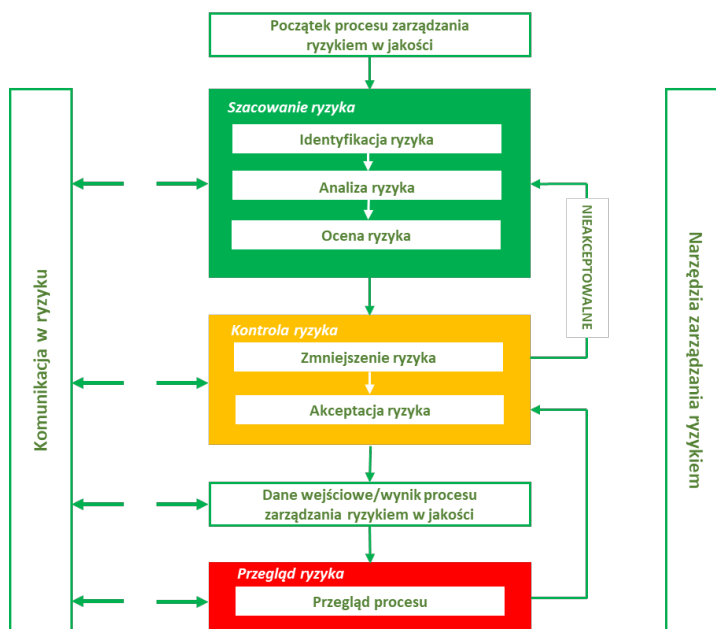 Początek procesu zarządzania
ryzykiem w jakości
Szacowanie ryzyka
Identyfikacja ryzyka
Analiza ryzyka
Ocena ryzyka
NIEAKCEPTOWALNE
Kontrola ryzyka
Zmniejszenie ryzyka
Akceptacja ryzyka
Dane wejściowe/wynik procesu
zarządzania ryzykiem w jakości
Przegląd ryzyka
Przegląd procesu
Komunikacja w ryzyku
Narzędzia zarządzania ryzykiem